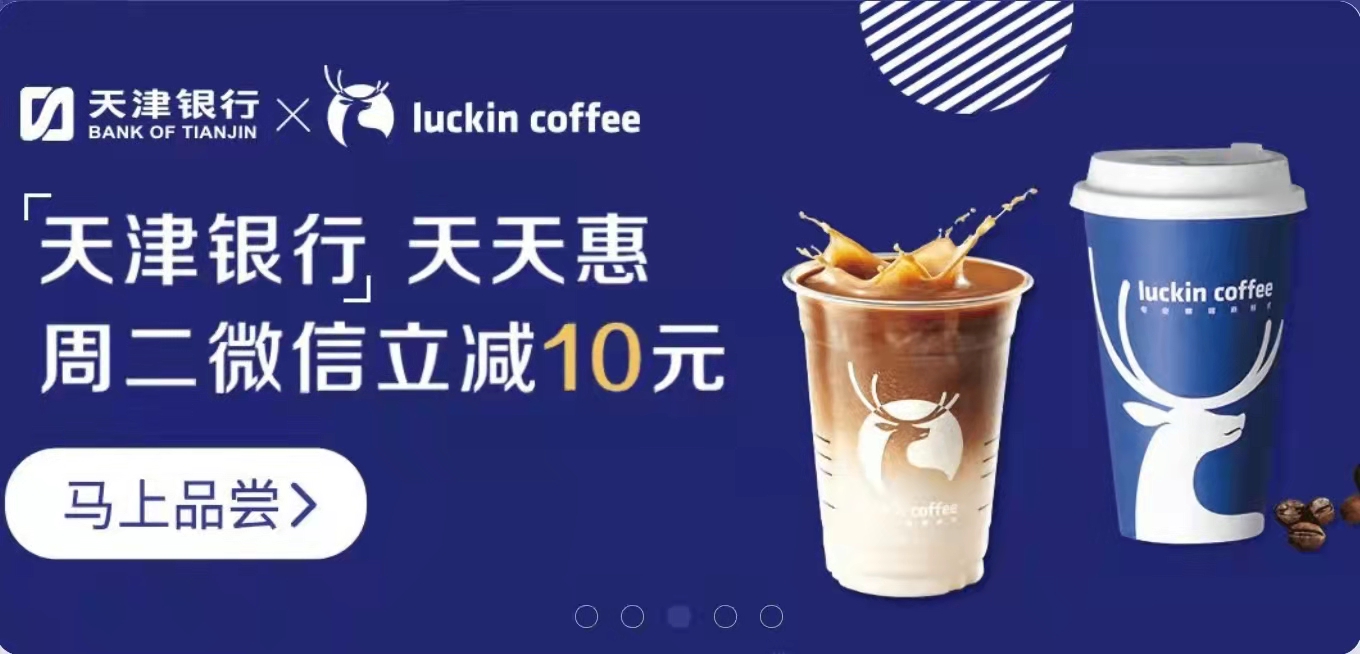 天津银行
BANK OF TIANJIN
luckin coffee
「天津银行」天天惠
周二微信立减10元
马上品尝>
luckin coffee
coffee